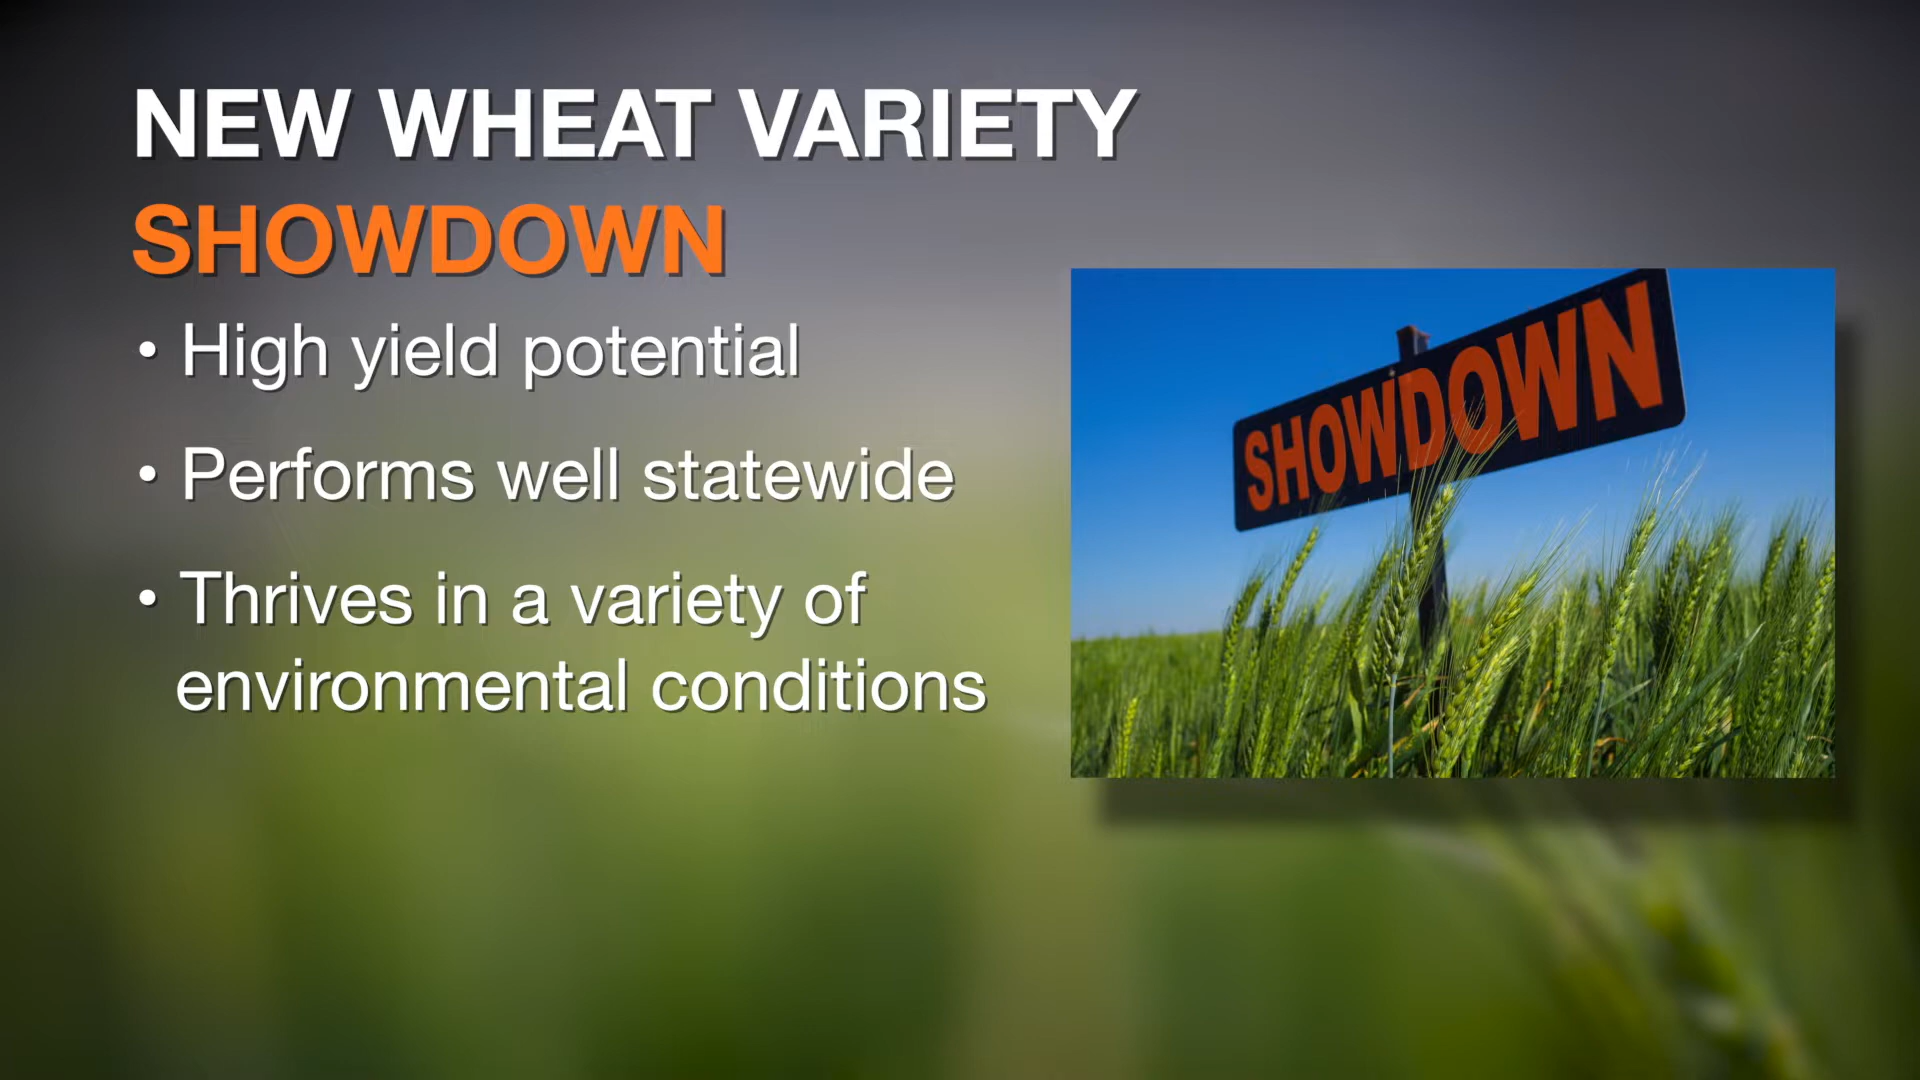 NEW WHEAT VARIETY
SHOWDOWN
• High yield potential
• Performs well statewide
• Thrives in a variety of
environmental conditions
SHOWDOWN